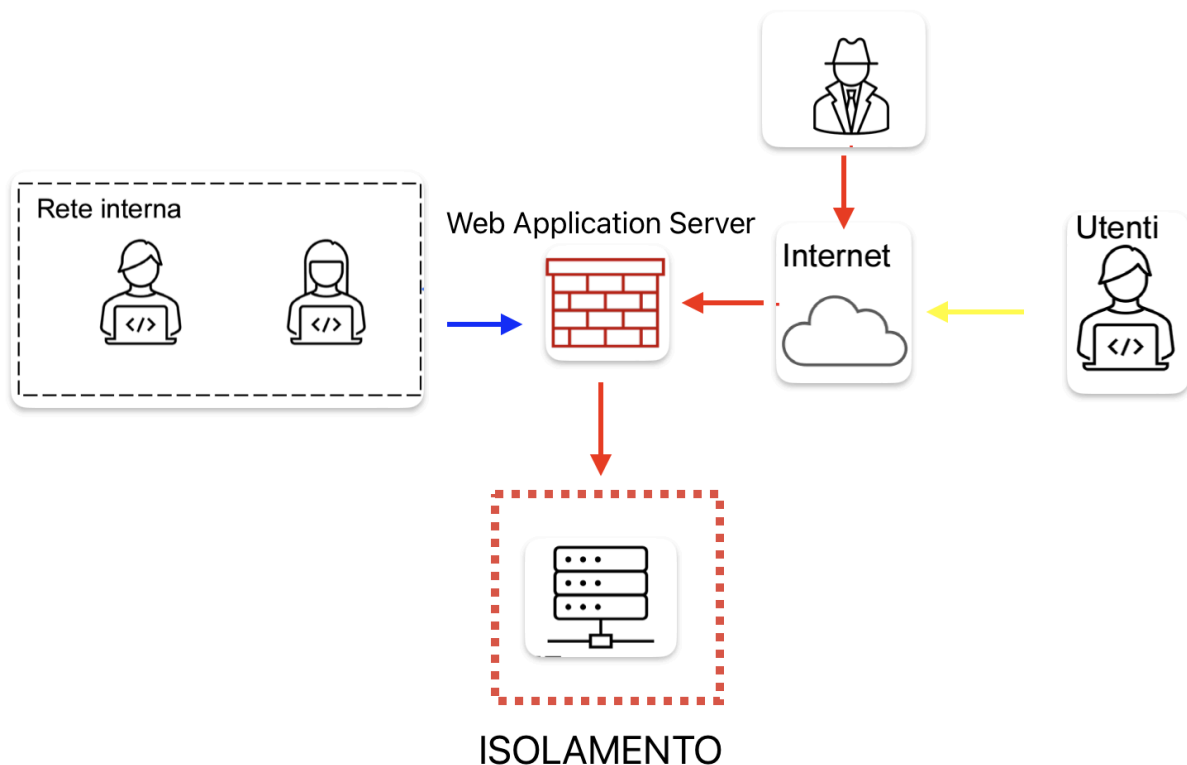 Rete interna
Web Application Server
Internet
Utenti
</>
</>
</>
ISOLAMENTO